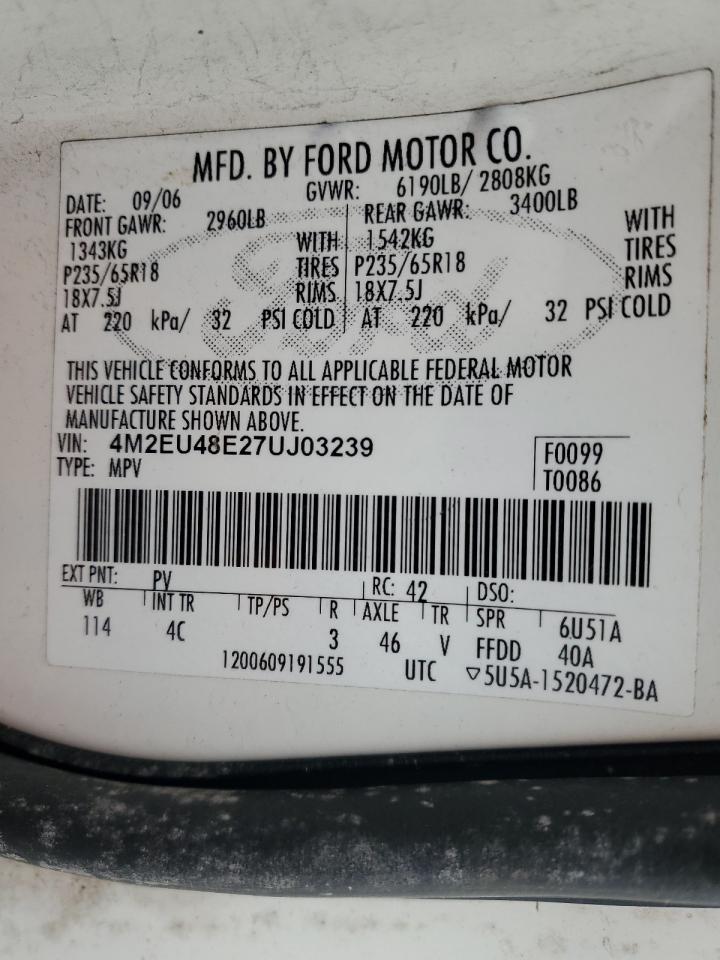 MFD. BY FORD MOTOR CO.
DATE: 09/06 GVWR: 6190LB/ 2808KG
FRONT GAWR: 2960LB REAR GAWR: 3400LB
1343KG WITH 1542KG WITH
P235/65R18 TIRES P235/65R18 TIRES
18X7.5J RIMS 18X7.5J RIMS
AT 220 kPa/ 32 PSI COLD AT 220 kPa/ 32 PSI COLD
Ford
THIS VEHICLE CONFORMS TO ALL APPLICABLE FEDERAL MOTOR
VEHICLE SAFETY STANDARDS IN EFFECT ON THE DATE OF
MANUFACTURE SHOWN ABOVE.
VIN: 4M2EU48E27UJ03239 F0099
TYPE: MPV T0086
EXT PNT: PV RC: 42 DSO:
WB INT TR TP/PS R AXLE TR SPR 6U51A
114 4C 3 46 V FFDD 40A
1200609191555 UTC ▽5U5A-1520472-BA